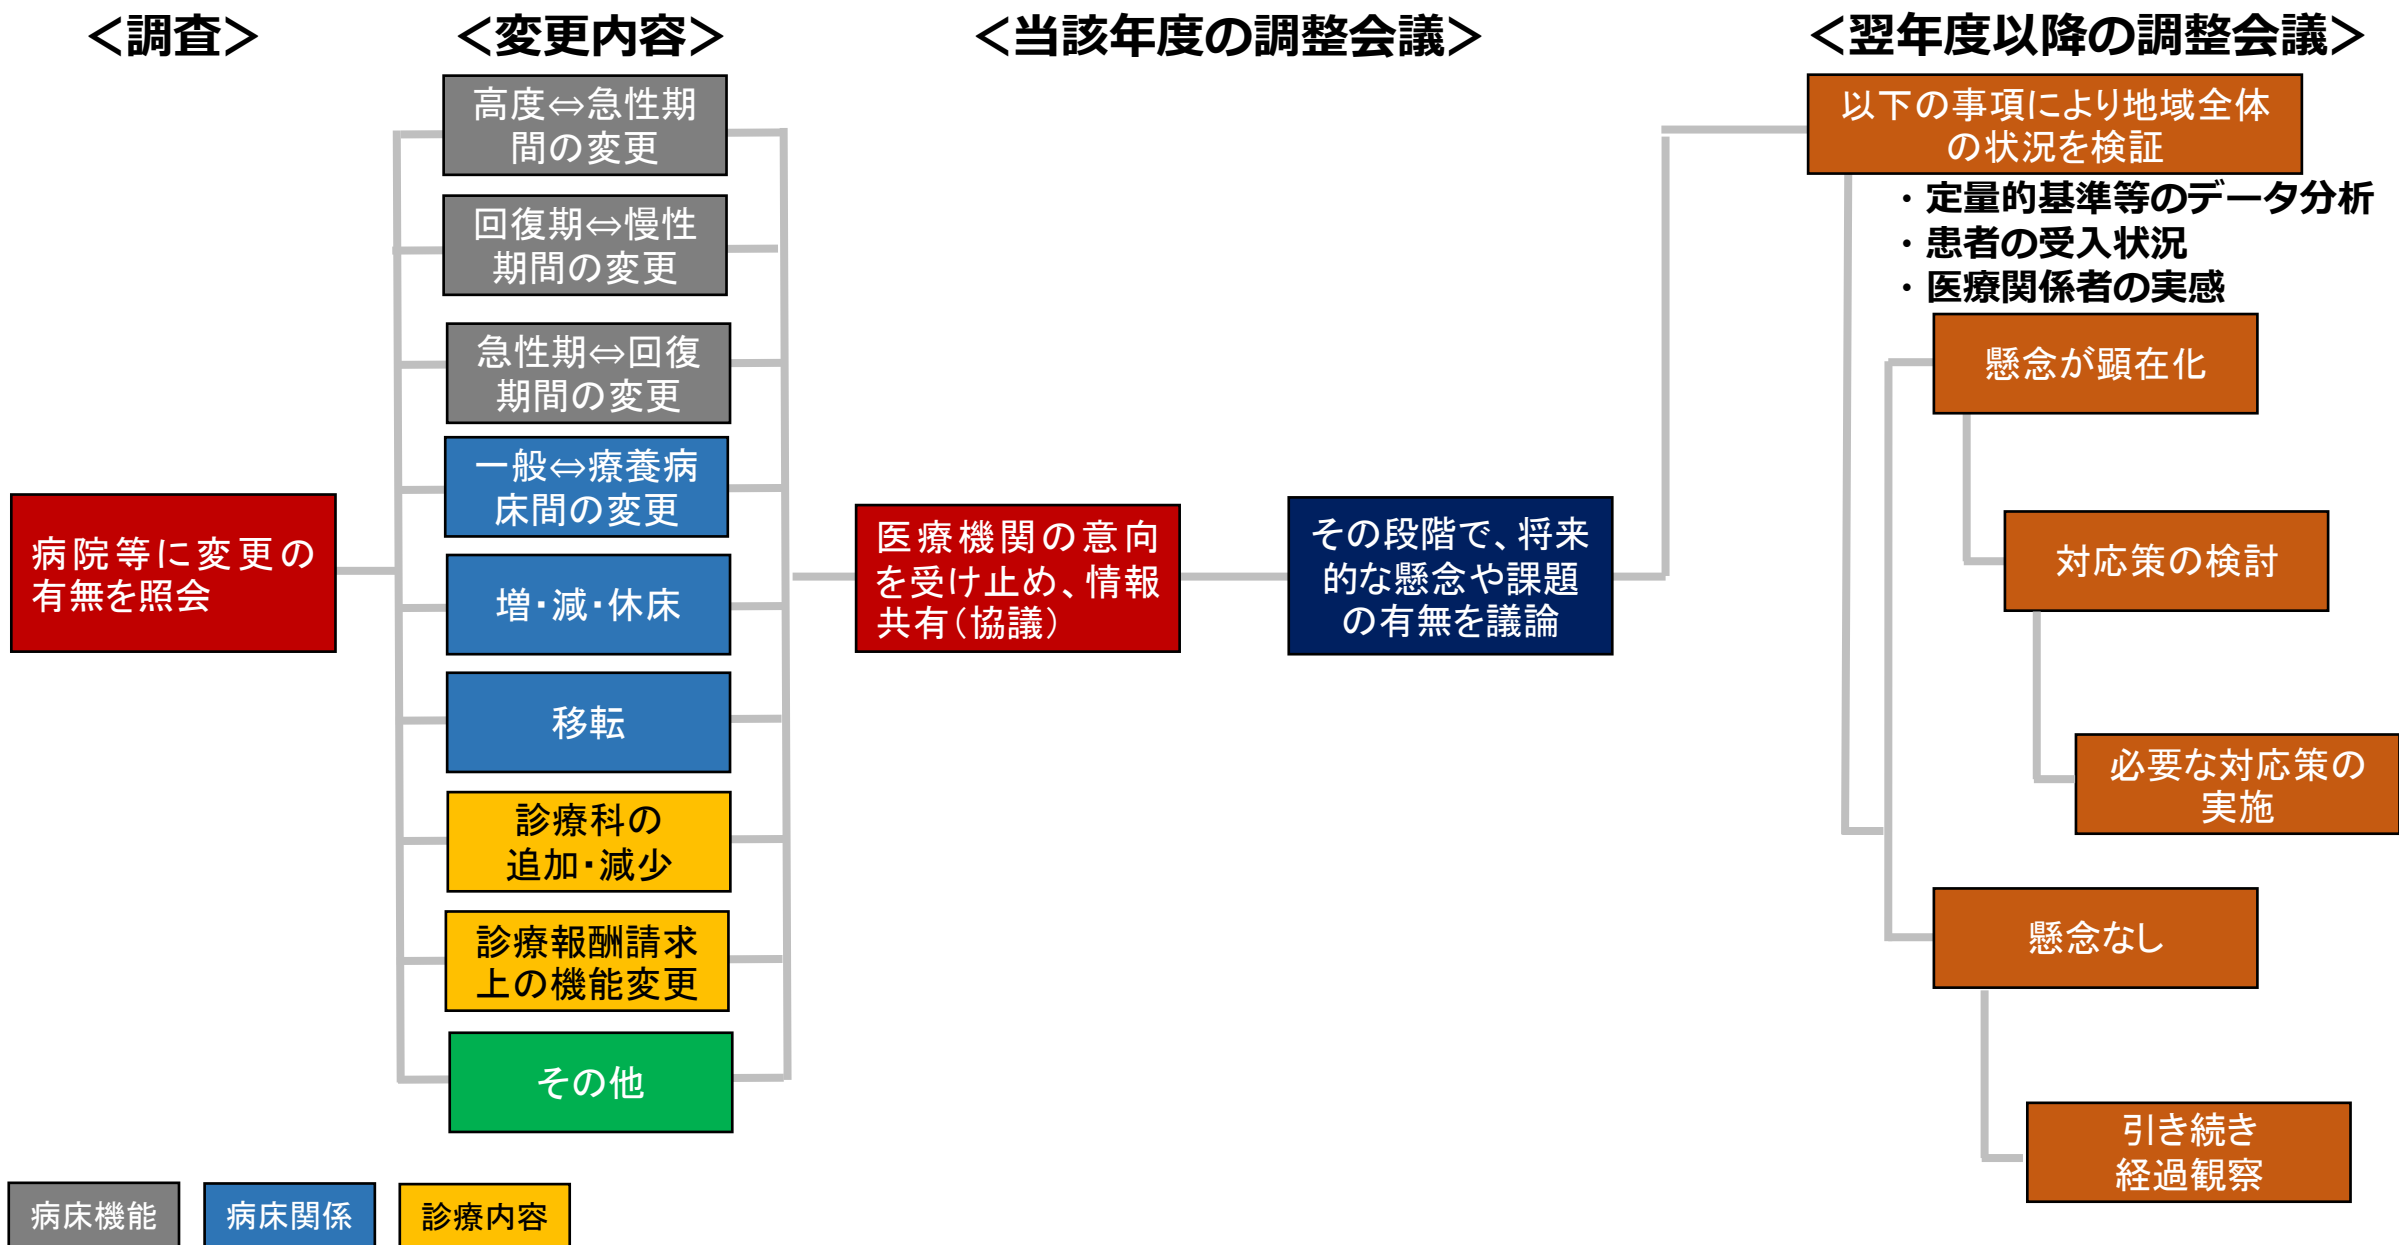 ＜調査＞
＜変更内容＞
＜当該年度の調整会議＞
＜翌年度以降の調整会議＞
病院等に変更の
有無を照会
高度⇔急性期
間の変更
回復期⇔慢性
期間の変更
急性期⇔回復
期間の変更
一般⇔療養病
床間の変更
増・減・休床
移転
診療科の
追加・減少
診療報酬請求
上の機能変更
その他
医療機関の意向
を受け止め、情報
共有（協議）
その段階で、将来
的な懸念や課題
の有無を議論
以下の事項により地域全体
の状況を検証
・定量的基準等のデータ分析
・患者の受入状況
・医療関係者の実感
懸念が顕在化
対応策の検討
必要な対応策の
実施
懸念なし
引き続き
経過観察
病床機能
病床関係
診療内容